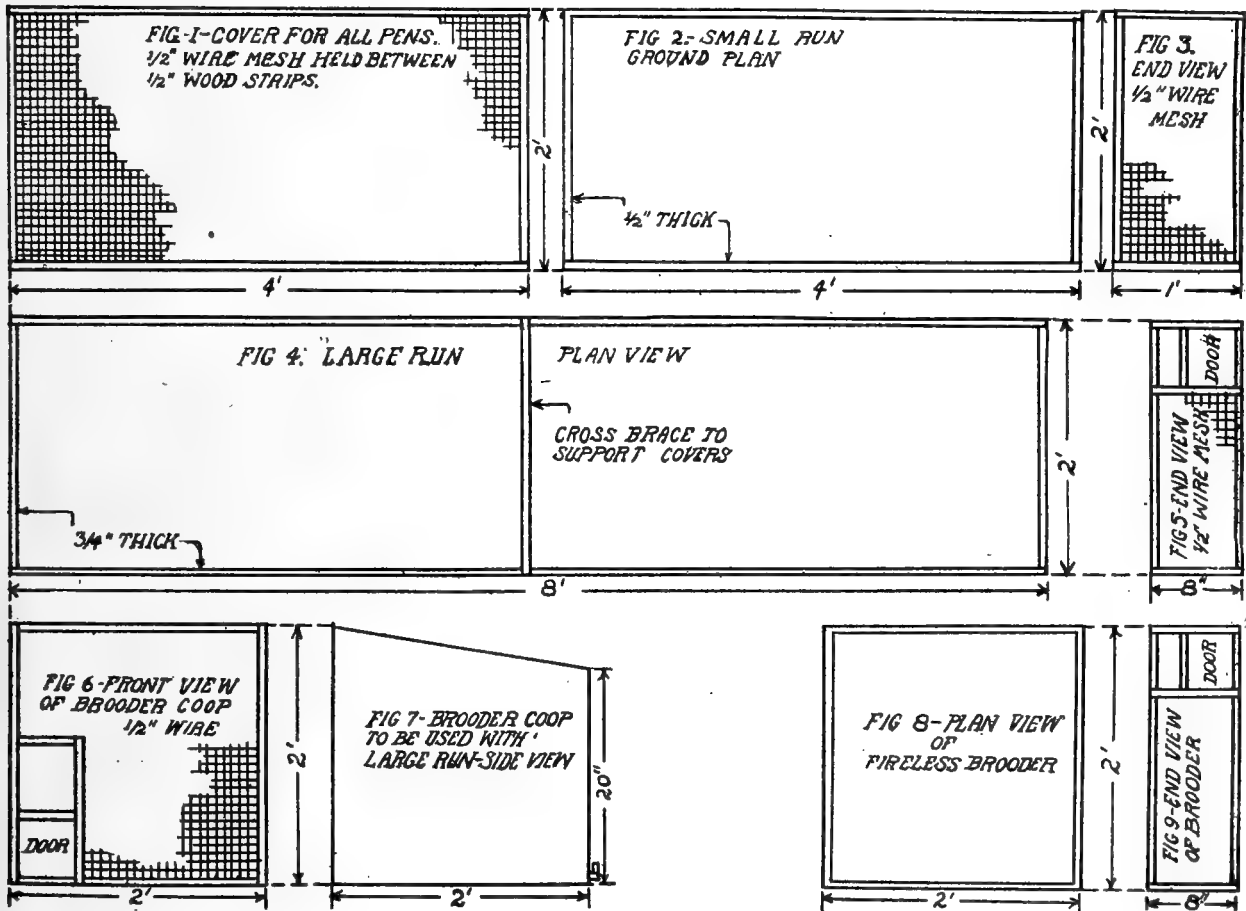 FIG-1-COVER FOR ALL PENS.
1/2" WIRE MESH HELD BETWEEN
1/2" WOOD STRIPS.
2'
4'
FIG 2.- SMALL RUN
GROUND PLAN
1/2" THICK
4'
2'
FIG 3.
END VIEW
1/2" WIRE
MESH
1'
FIG 4. "LARGE RUN
PLAN VIEW
CROSS BRACE TO
SUPPORT COVERS
3/4" THICK
8'
2'
DOOR
FIG 5-END VIEW
1/2" WIRE MESH
8"
FIG 6-FRONT VIEW
OF BROODER COOP
1/2" WIRE
DOOR
2'
2'
FIG 7-BROODER COOP
TO BE USED WITH
LARGE RUN-SIDE VIEW
20"
2'
FIG 8-PLAN VIEW
OF
FIRELESS BROODER
2'
2'
DOOR
FIG 9-END VIEW
OF BROODER
8"